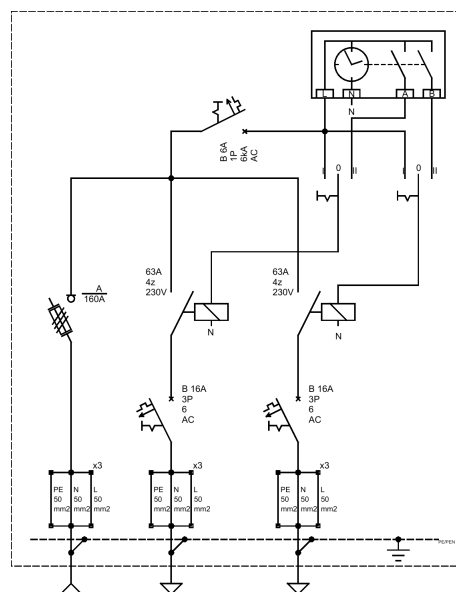 L N A B
N
B 6A
1P
6kA
AC
I 0 II
I 0 II
A
160A
63A
4z
230V
63A
4z
230V
N
N
B 16A
3P
6
AC
B 16A
3P
6
AC
x3
x3
x3
PE N L
50 50 50
mm2 mm2 mm2
PE N L
50 50 50
mm2 mm2 mm2
PE N L
50 50 50
mm2 mm2 mm2
PE/PEN